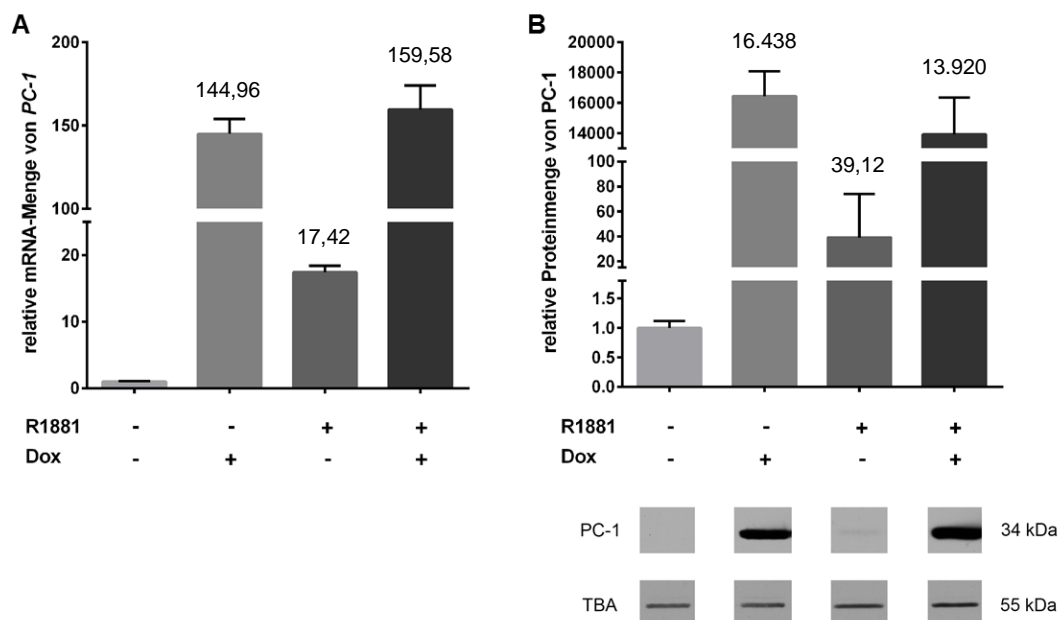 A
relative mRNA-Menge von PC-1
200
150
100
20
10
0
144,96
17,42
159,58
R1881 - - + +
Dox - + - +
B
relative Proteinmenge von PC-1
20000
18000
16000
14000
100
80
60
40
20
1.5
1.0
0.5
0.0
16.438
39,12
13.920
R1881 - - + +
Dox - + - +
PC-1 34 kDa
TBA 55 kDa